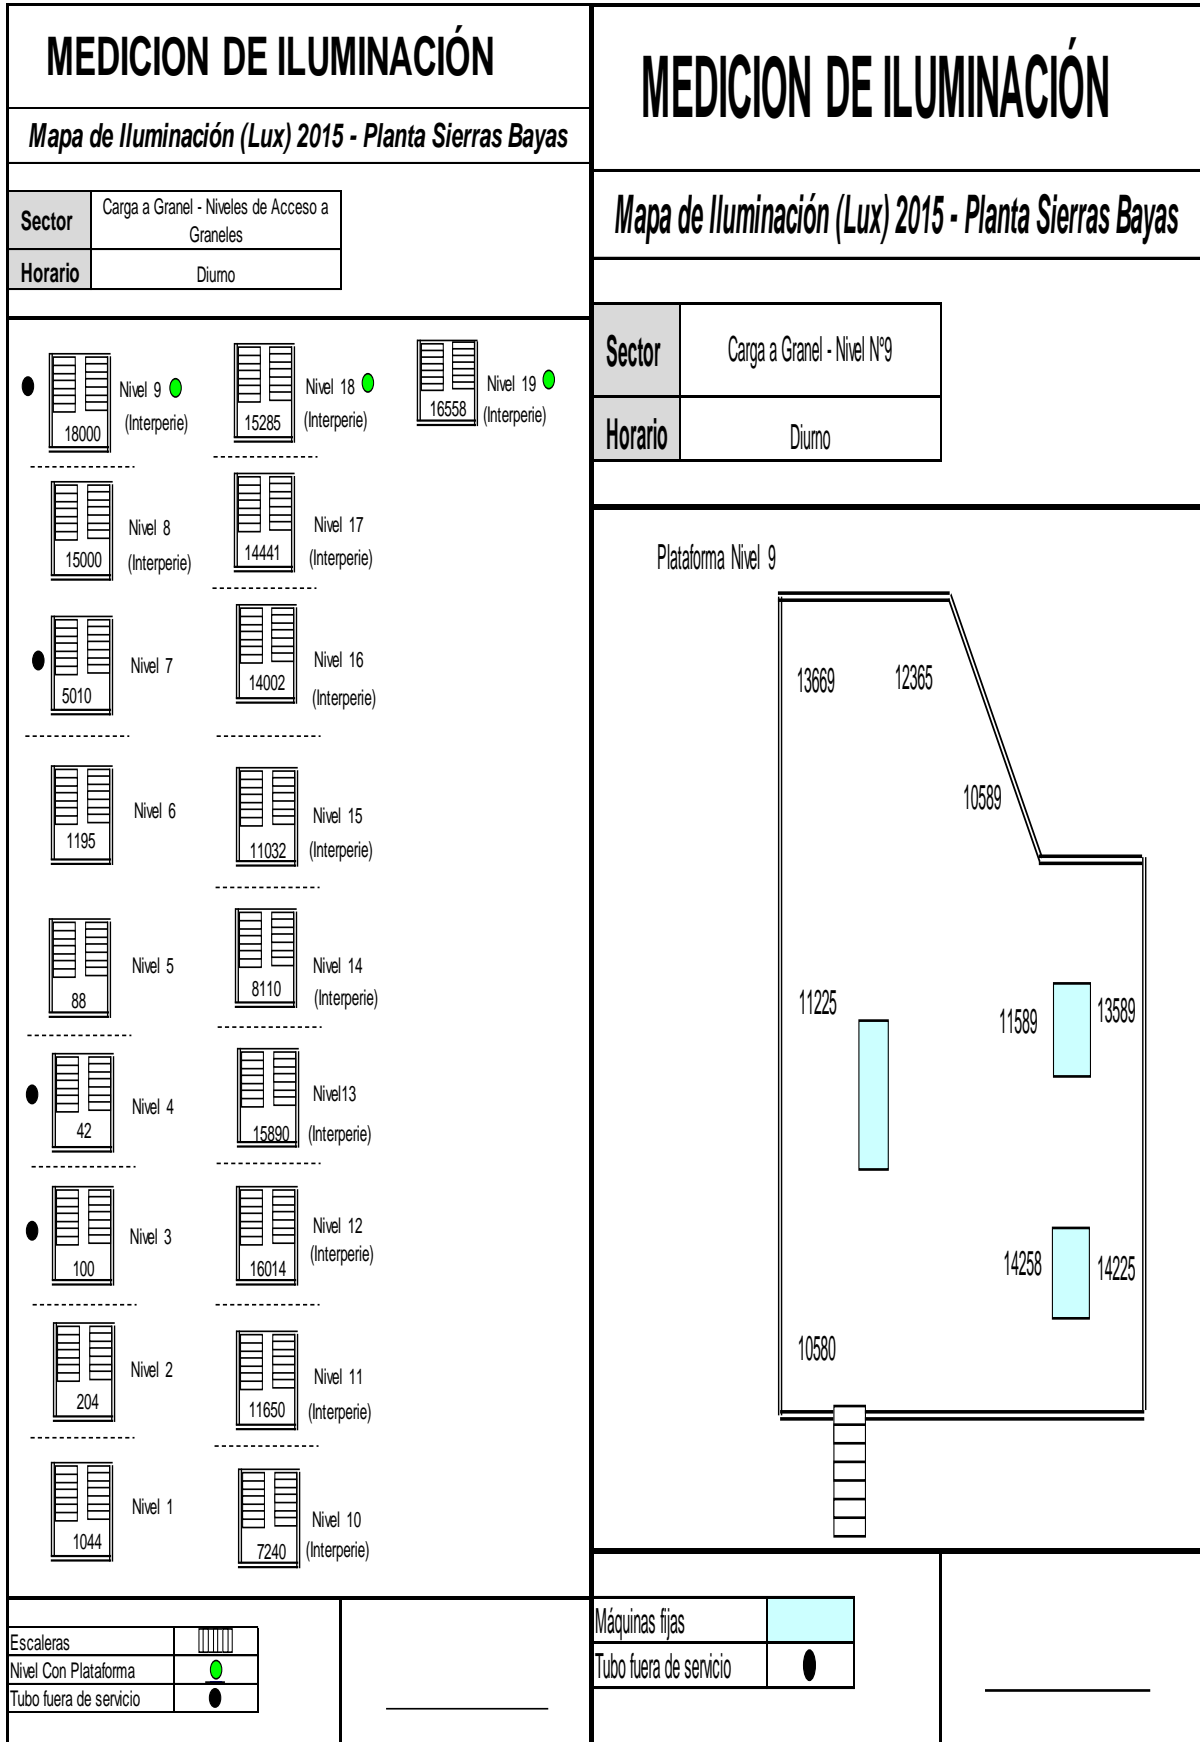 MEDICION DE ILUMINACIÓN
Mapa de Iluminación (Lux) 2015 - Planta Sierras Bayas
Sector
Carga a Granel - Niveles de Acceso a
Graneles
Horario
Diurno
Nivel 9
(Interperie)
18000
Nivel 18
(Interperie)
15285
Nivel 19
(Interperie)
16558
Nivel 8
(Interperie)
15000
Nivel 17
(Interperie)
14441
Nivel 7
5010
Nivel 16
(Interperie)
14002
Nivel 6
1195
Nivel 15
(Interperie)
11032
Nivel 5
88
Nivel 14
(Interperie)
8110
Nivel 4
42
Nivel13
(Interperie)
15890
Nivel 3
100
Nivel 12
(Interperie)
16014
Nivel 2
204
Nivel 11
(Interperie)
11650
Nivel 1
1044
Nivel 10
(Interperie)
7240
Escaleras
Nivel Con Plataforma
Tubo fuera de servicio
MEDICION DE ILUMINACIÓN
Mapa de Iluminación (Lux) 2015 - Planta Sierras Bayas
Sector
Carga a Granel - Nivel Nº9
Horario
Diurno
Plataforma Nivel 9
13669
12365
10589
11225
11589
13589
14258
14225
10580
Máquinas fijas
Tubo fuera de servicio